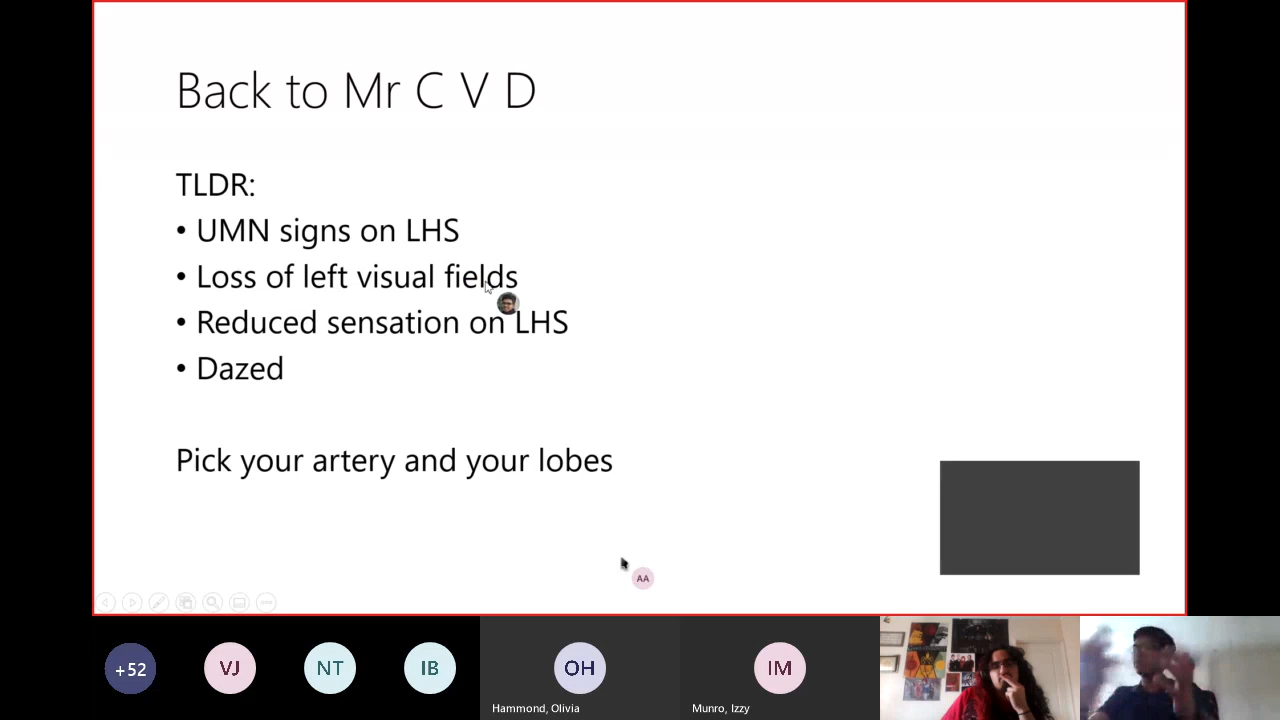 Back to Mr C V D
TLDR:
• UMN signs on LHS
• Loss of left visual fields
• Reduced sensation on LHS
• Dazed
Pick your artery and your lobes
AA
+52
VJ
NT
IB
OH
IM
Hammond, Olivia
Munro, Izzy